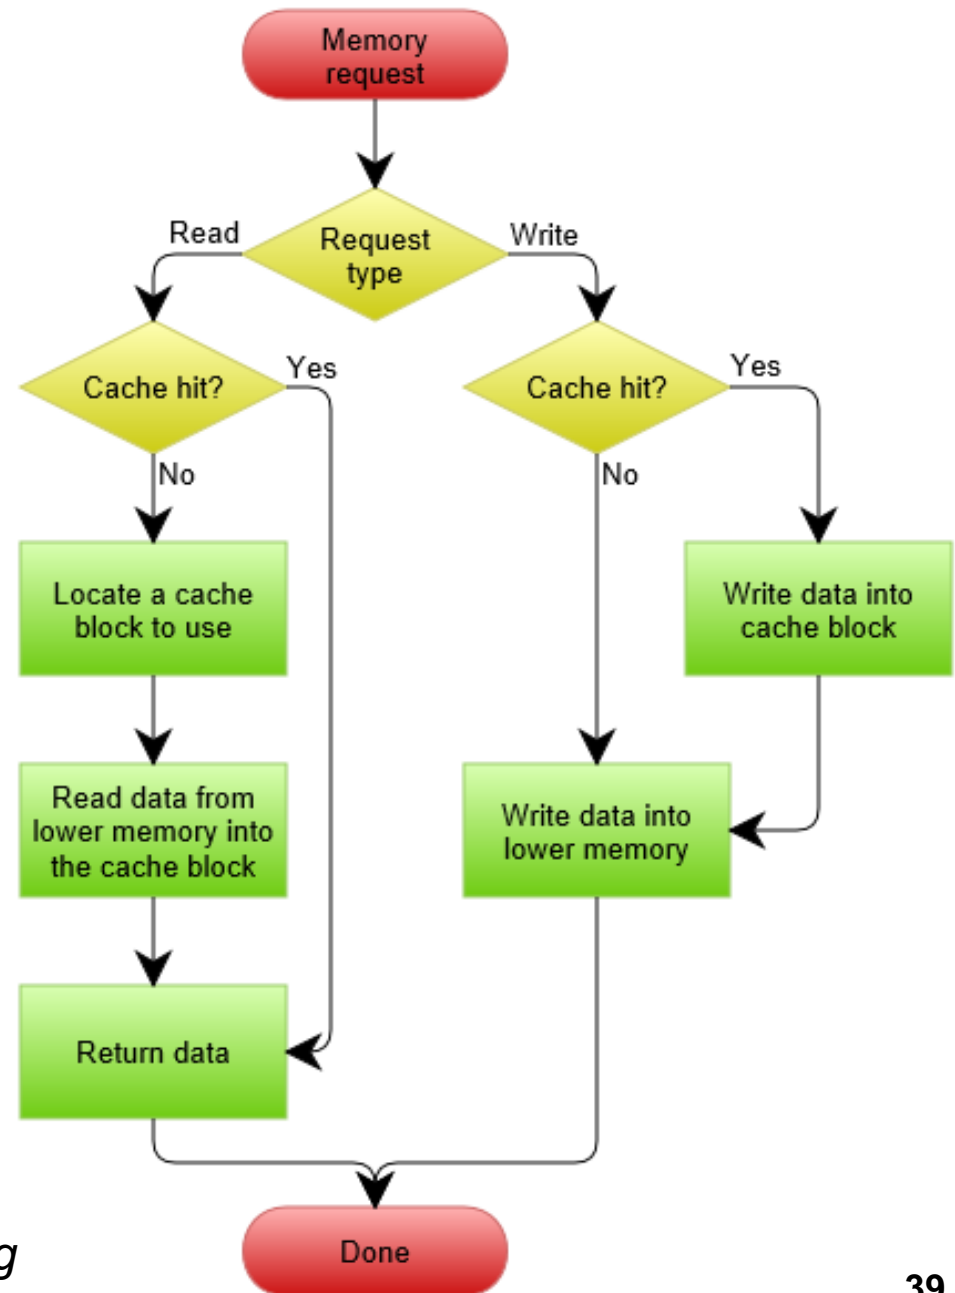 Memory
request
Read
Request
type
Write
Cache hit?
Yes
Cache hit?
Yes
No
No
Locate a cache
block to use
Write data into
cache block
Read data from
lower memory into
the cache block
Write data into
lower memory
Return data
Done
g
39